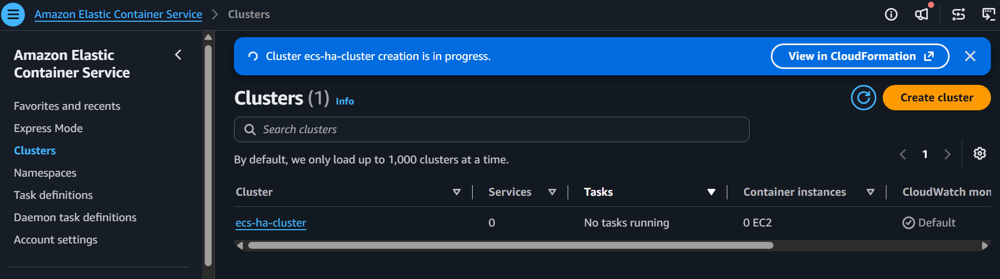 Amazon Elastic Container Service > Clusters
Amazon Elastic
Container Service
Favorites and recents
Express Mode
Clusters
Namespaces
Task definitions
Daemon task definitions
Account settings
Cluster ecs-ha-cluster creation is in progress.
View in CloudFormation
Clusters (1) Info
Create cluster
Search clusters
By default, we only load up to 1,000 clusters at a time.
1
Cluster Services Tasks Container instances CloudWatch mon
ecs-ha-cluster 0 No tasks running 0 EC2 Default